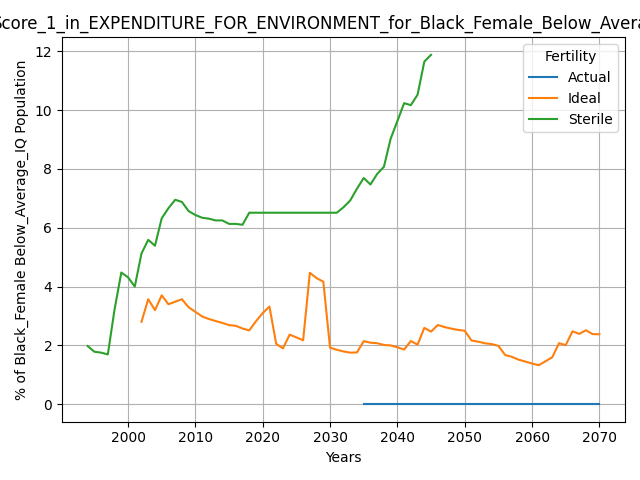 Score_1_in_EXPENDITURE_FOR_ENVIRONMENT_for_Black_Female_Below_Avera
12
10
8
6
4
2
0
% of Black_Female Below_Average_IQ Population
Fertility
Actual
Ideal
Sterile
2000 2010 2020 2030 2040 2050 2060 2070
Years